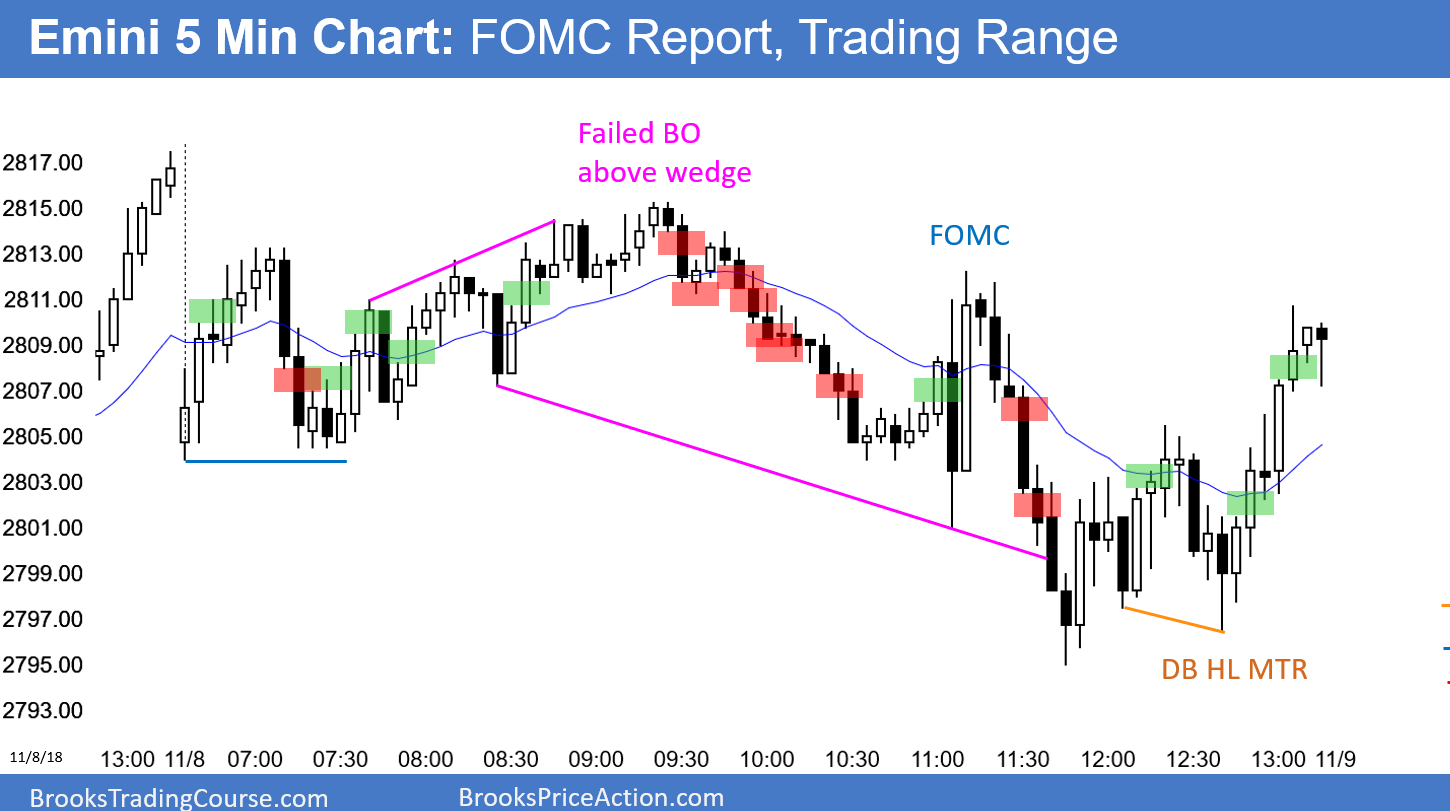 Emini 5 Min Chart: FOMC Report, Trading Range
Failed BO
above wedge
FOMC
2817.00
2815.00
2813.00
2811.00
2809.00
2807.00
2805.00
2803.00
2801.00
2799.00
2797.00
2795.00
2793.00
DB HL MTR
11/8/18
13:00 11/8 07:00 07:30 08:00 08:30 09:00 09:30 10:00 10:30 11:00 11:30 12:00 12:30 13:00 11/9
BrooksTradingCourse.com BrooksPriceAction.com